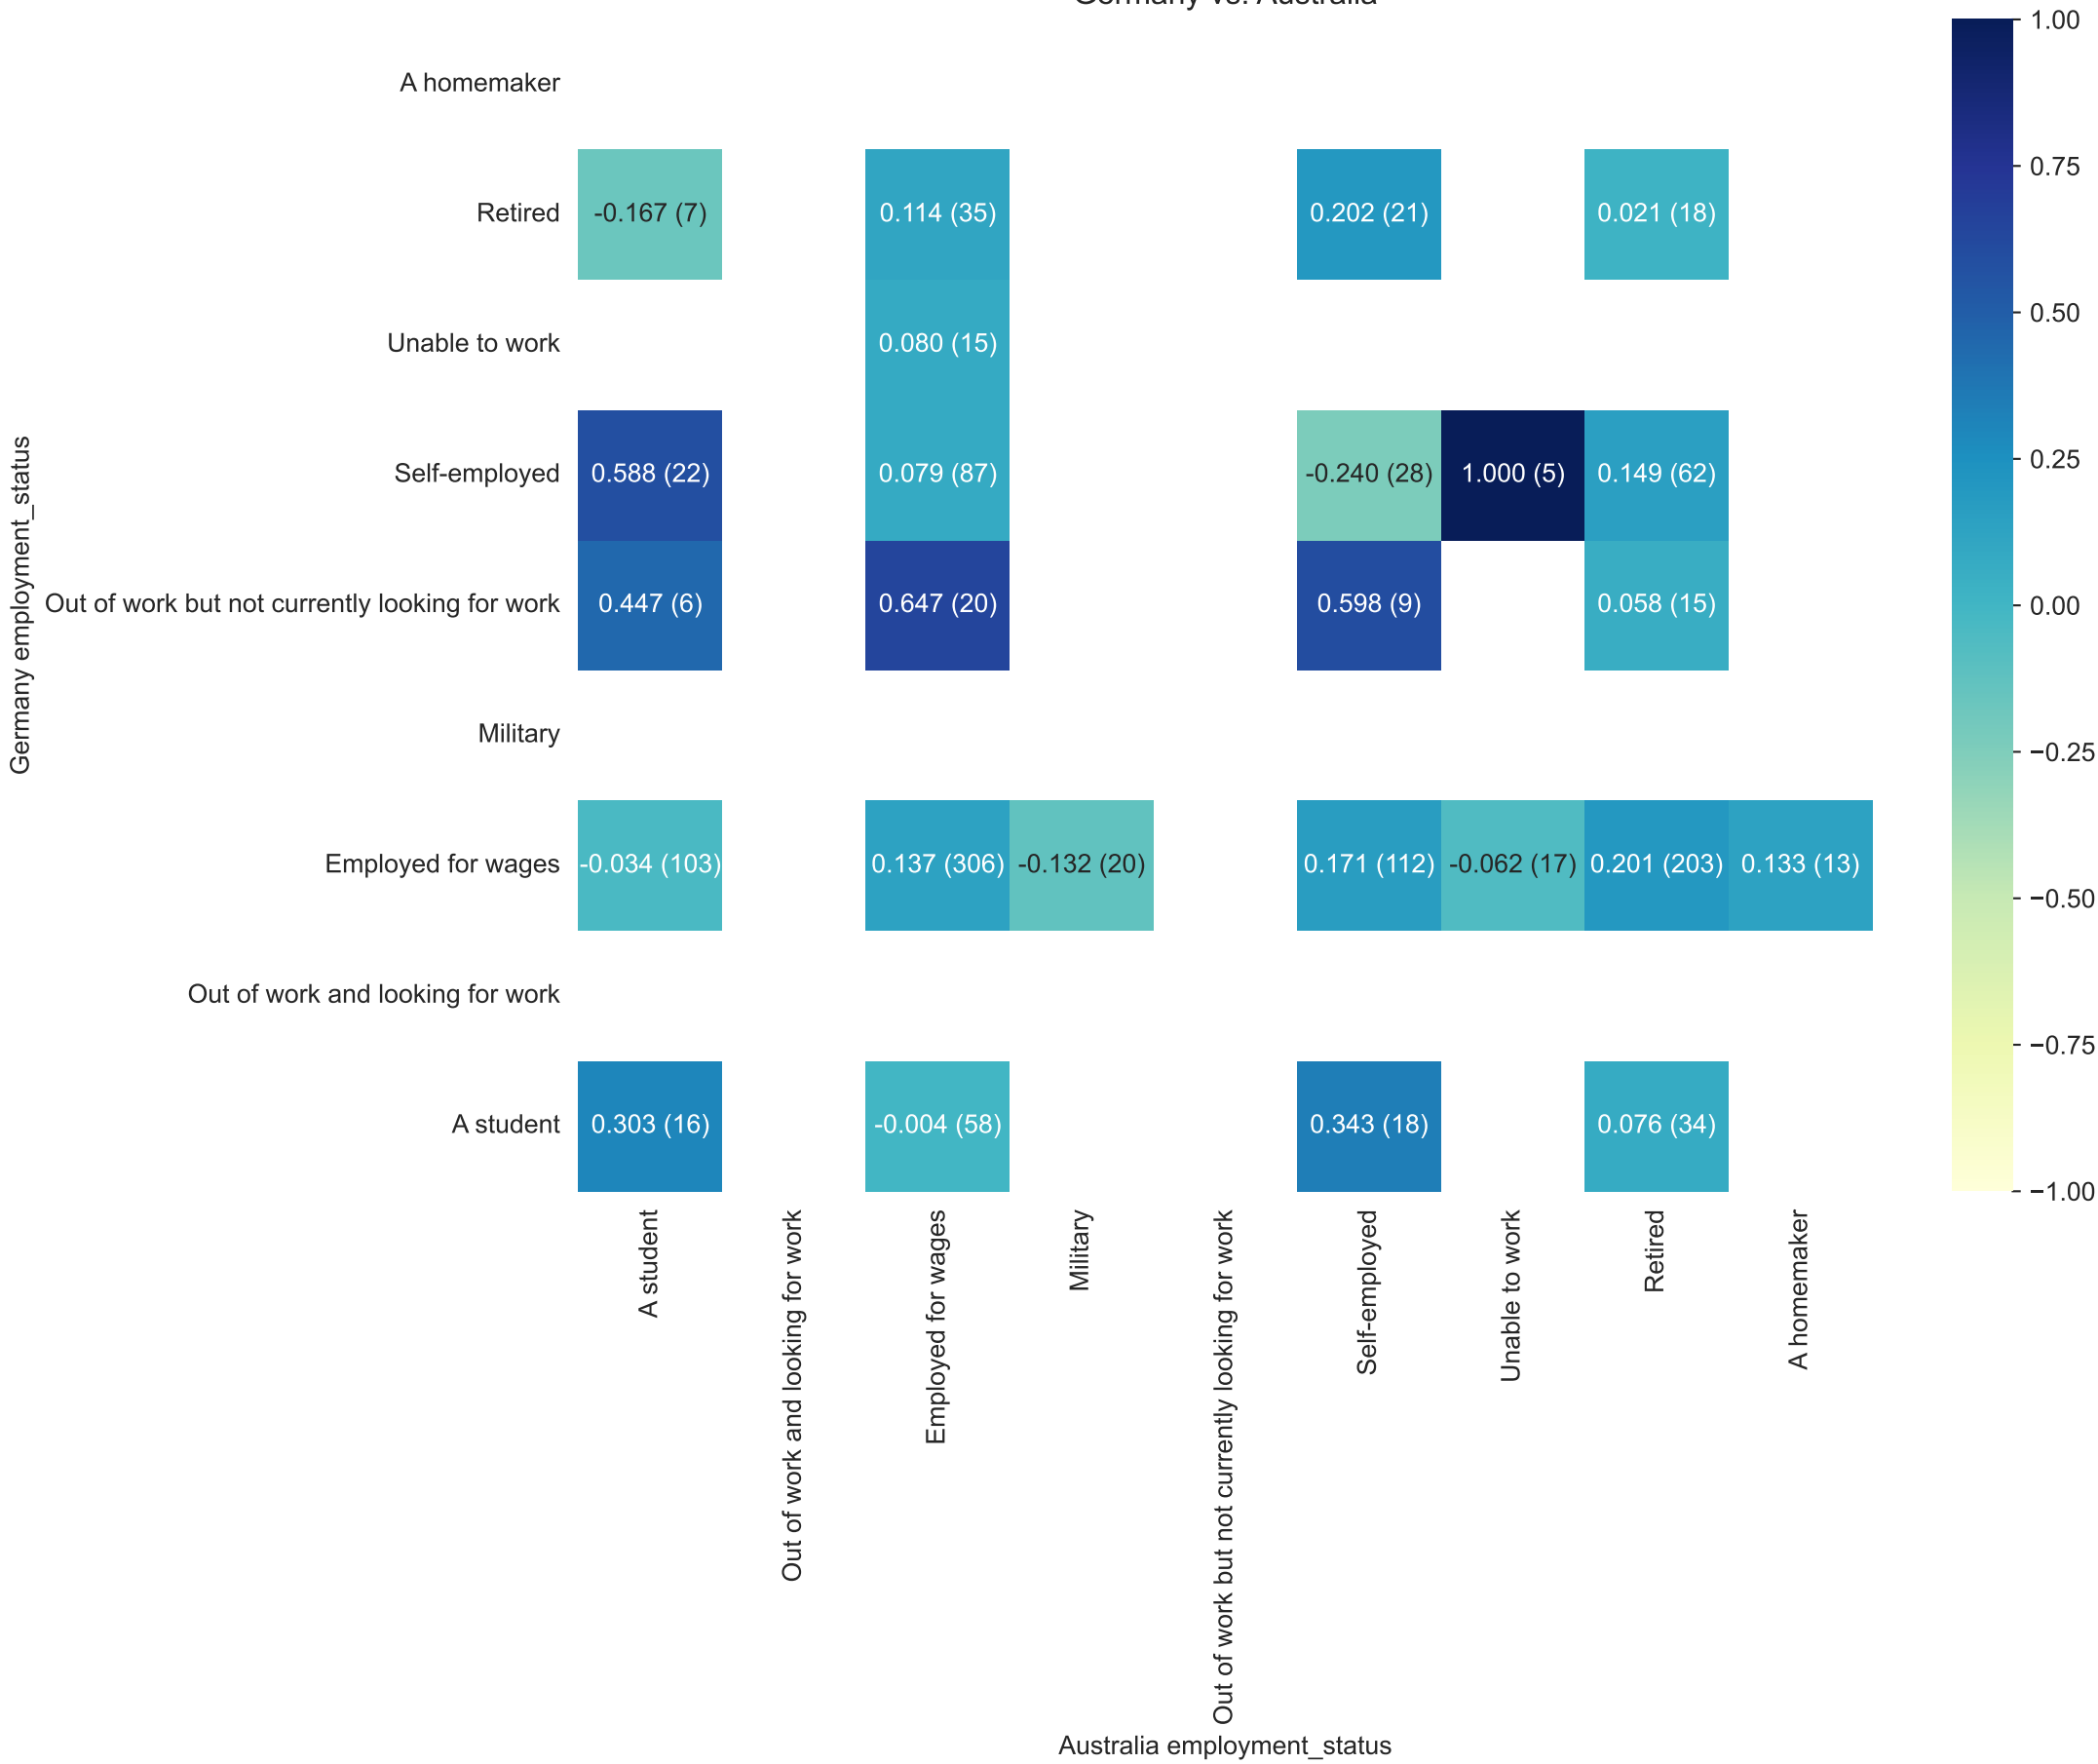 Germany vs. Australia
1.00
0.75
0.50
0.25
0.00
−0.25
−0.50
−0.75
−1.00
Germany employment_status
A homemaker
Retired
-0.167 (7)
0.114 (35)
0.202 (21)
0.021 (18)
Unable to work
0.080 (15)
Self-employed
0.588 (22)
0.079 (87)
-0.240 (28)
1.000 (5)
0.149 (62)
Out of work but not currently looking for work
0.447 (6)
0.647 (20)
0.598 (9)
0.058 (15)
Military
Employed for wages
-0.034 (103)
0.137 (306)
-0.132 (20)
0.171 (112)
-0.062 (17)
0.201 (203)
0.133 (13)
Out of work and looking for work
A student
0.303 (16)
-0.004 (58)
0.343 (18)
0.076 (34)
A student
Out of work and looking for work
Employed for wages
Military
Out of work but not currently looking for work
Self-employed
Unable to work
Retired
A homemaker
Australia employment_status